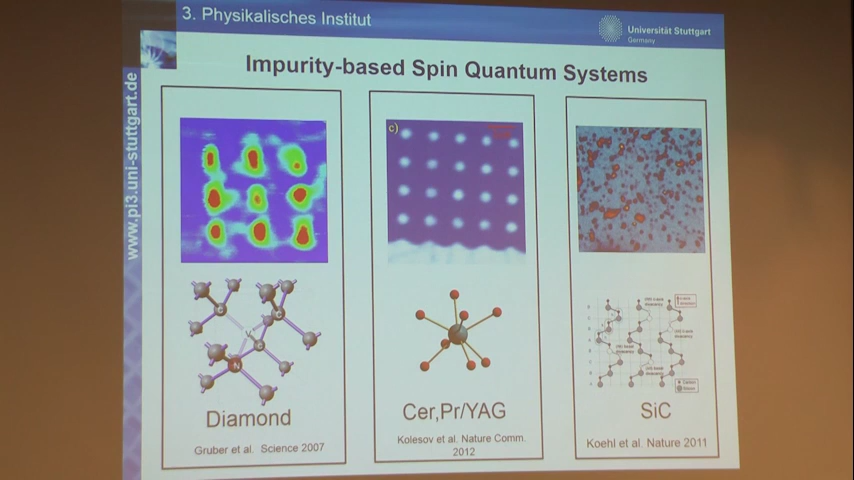 3. Physikalisches Institut
Universität Stuttgart
Germany
www.pi3.uni-stuttgart.de
Impurity-based Spin Quantum Systems
c)
N
V
C
C
C
Diamond
Gruber et al. Science 2007
Cer,Pr/YAG
Kolesov et al. Nature Comm.
2012
SiC
Koehl et al. Nature 2011